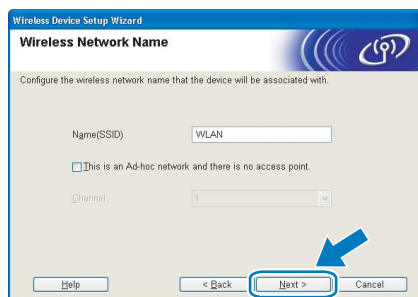 Wireless Device Setup Wizard
Wireless Network Name
Configure the wireless network name that the device will be associated with.
Name(SSID) WLAN
This is an Ad-hoc network and there is no access point.
Channel 1
Help < Back Next > Cancel